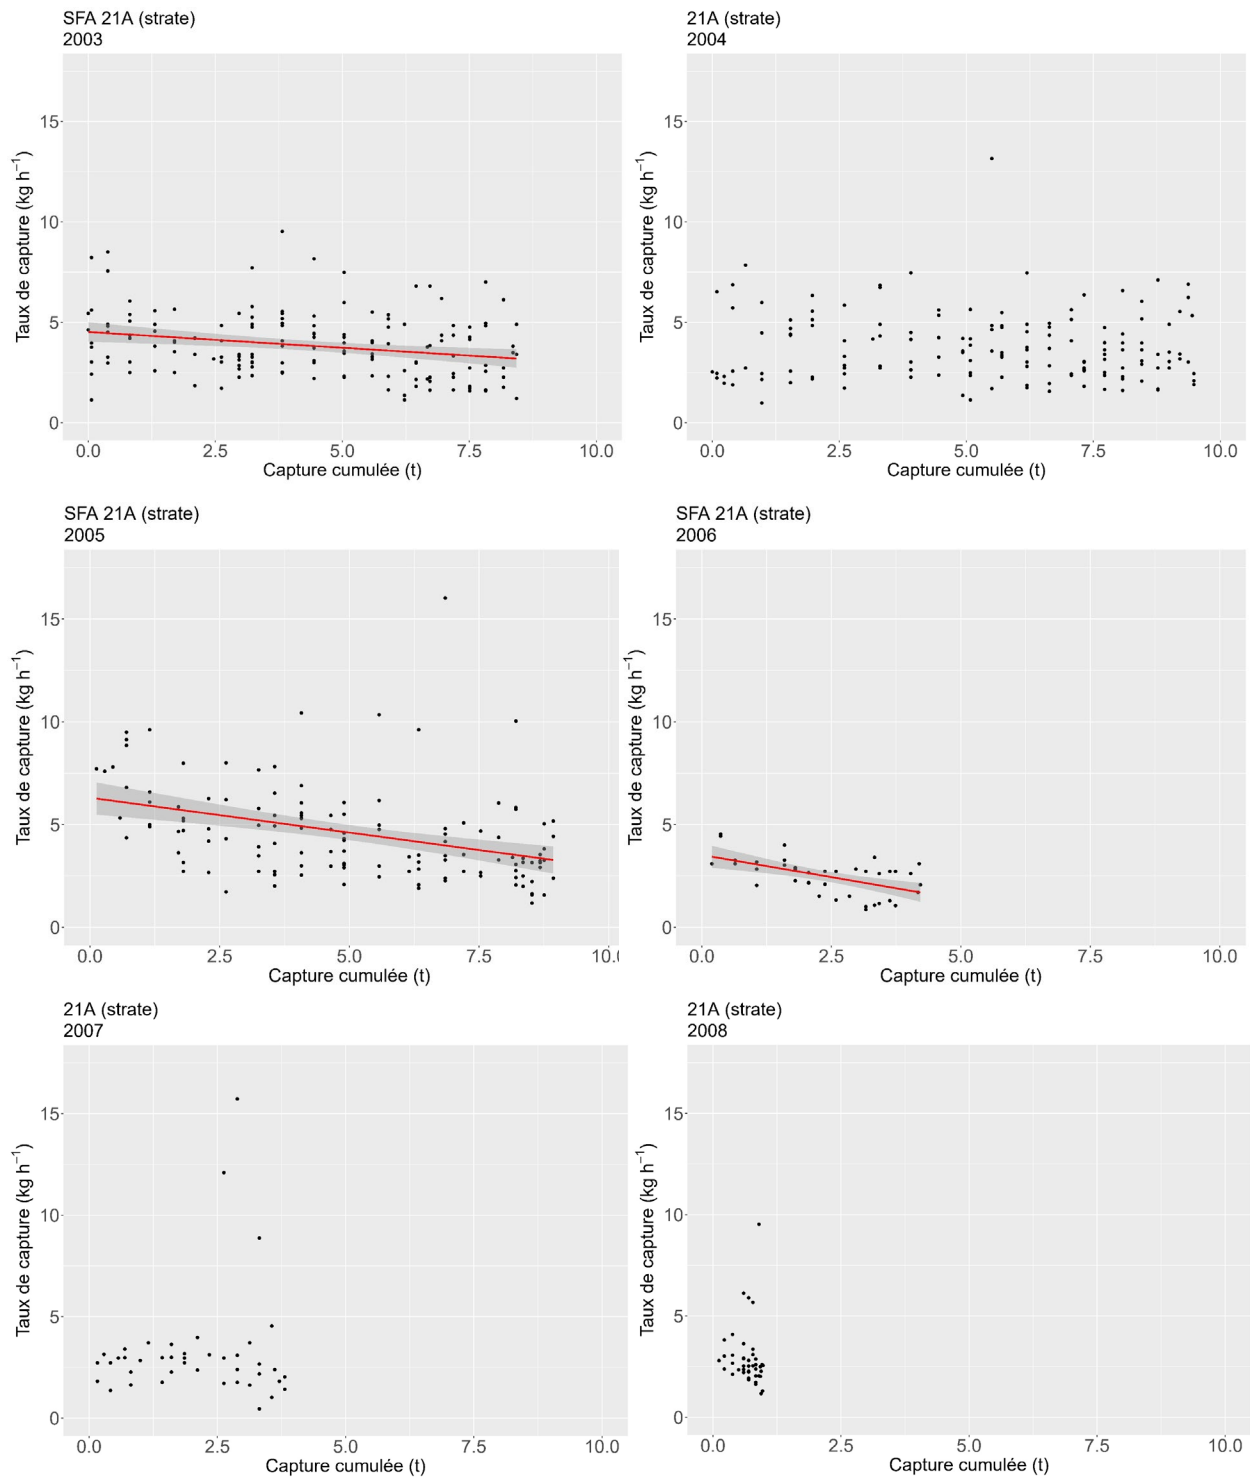 SFA 21A (strate)
2003
Taux de capture (kg h⁻¹)
15
10
5
0
0.0 2.5 5.0 7.5 10.0
Capture cumulée (t)
21A (strate)
2004
Taux de capture (kg h⁻¹)
15
10
5
0
0.0 2.5 5.0 7.5 10.0
Capture cumulée (t)
SFA 21A (strate)
2005
Taux de capture (kg h⁻¹)
15
10
5
0
0.0 2.5 5.0 7.5 10.(
Capture cumulée (t)
SFA 21A (strate)
2006
Taux de capture (kg h⁻¹)
15
10
5
0
0.0 2.5 5.0 7.5 10.0
Capture cumulée (t)
21A (strate)
2007
Taux de capture (kg h⁻¹)
15
10
5
0
0.0 2.5 5.0 7.5 10.0
Capture cumulée (t)
21A (strate)
2008
Taux de capture (kg h⁻¹)
15
10
5
0
0.0 2.5 5.0 7.5 10.0
Capture cumulée (t)